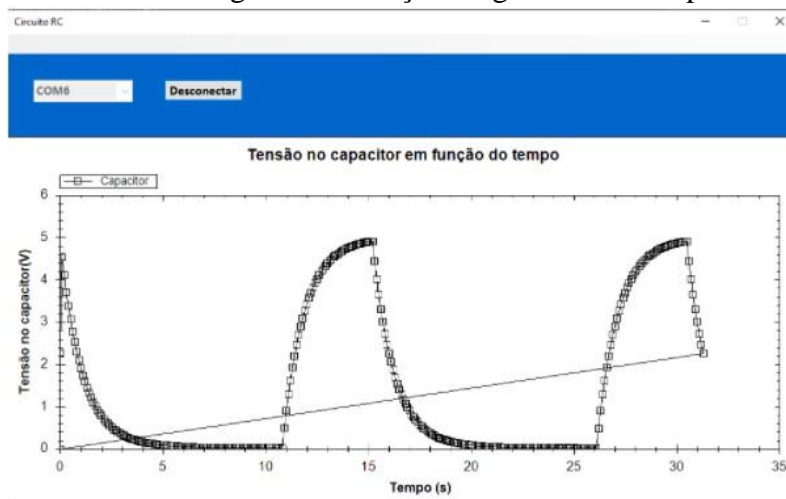 Circuito RC
COM6
Desconectar
Tensão no capacitor em função do tempo
Capacitor
Tensão no capacitor(V)
6
5
4
3
2
1
0
0 5 10 15 20 25 30 35
Tempo (s)